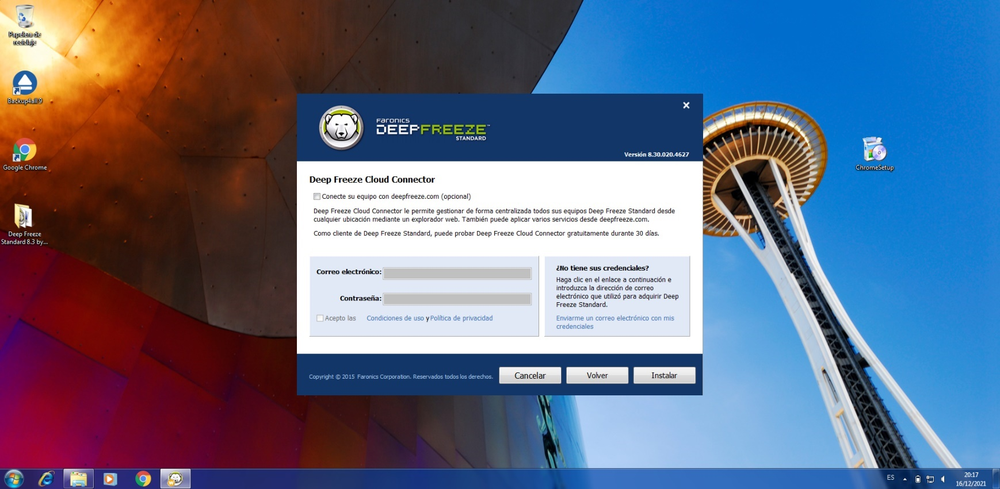 Papelera de
reciclaje
Backup4all 9
Google Chrome
Deep Freeze
Standard 8.3 by...
ChromeSetup
Faronics
DEEPFREEZE™
STANDARD
Versión 8.30.020.4627
Deep Freeze Cloud Connector
Conecte su equipo con deepfreeze.com (opcional)
Deep Freeze Cloud Connector le permite gestionar de forma centralizada todos sus equipos Deep Freeze Standard desde
cualquier ubicación mediante un explorador web. También puede aplicar varios servicios desde deepfreeze.com.
Como cliente de Deep Freeze Standard, puede probar Deep Freeze Cloud Connector gratuitamente durante 30 días.
Correo electrónico:
Contraseña:
Acepto las Condiciones de uso y Política de privacidad
¿No tiene sus credenciales?
Haga clic en el enlace a continuación e
introduzca la dirección de correo
electrónico que utilizó para adquirir Deep
Freeze Standard.
Enviarme un correo electrónico con mis
credenciales
Copyright © 2015 Faronics Corporation. Reservados todos los derechos.
Cancelar
Volver
Instalar
ES
20:17
16/12/2021